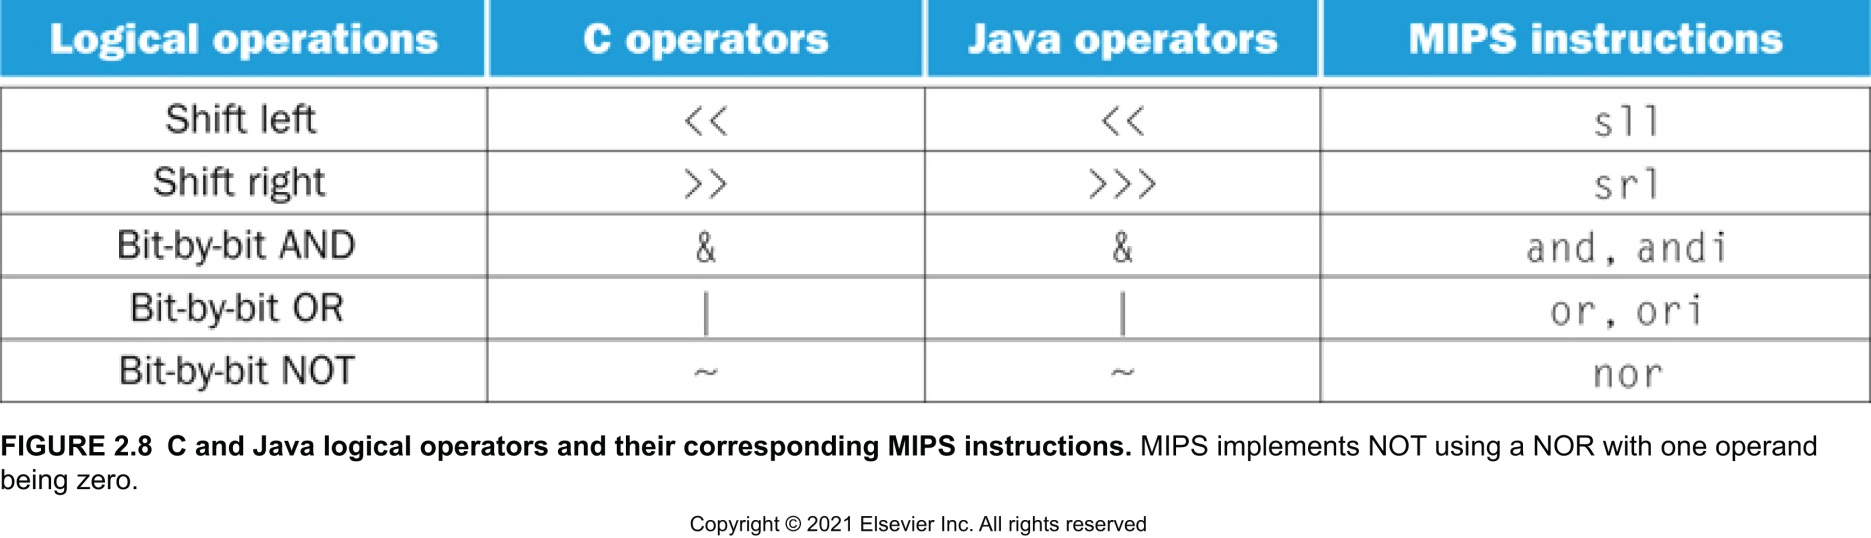 Logical operations C operators Java operators MIPS instructions
Shift left << << sll
Shift right >> >>> srl
Bit-by-bit AND & & and, andi
Bit-by-bit OR | | or, ori
Bit-by-bit NOT ~ ~ nor
FIGURE 2.8 C and Java logical operators and their corresponding MIPS instructions. MIPS implements NOT using a NOR with one operand
being zero.
Copyright © 2021 Elsevier Inc. All rights reserved